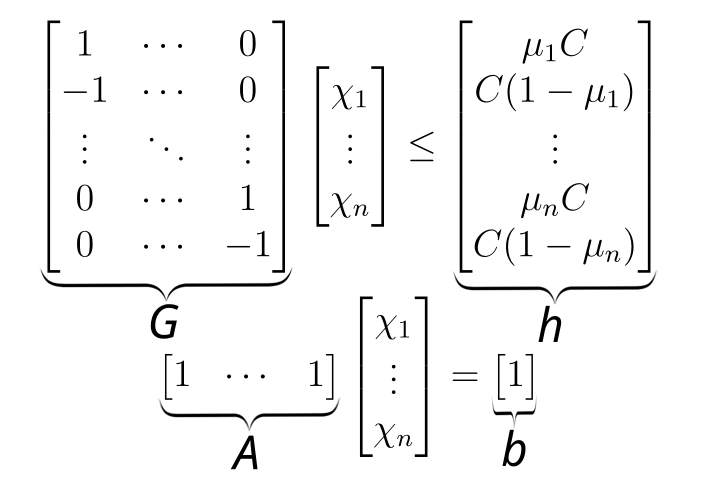 1 ⋯ 0
−1 ⋯ 0
⋮ ⋱ ⋮
0 ⋯ 1
0 ⋯ −1
G
χ₁
⋮
χₙ
≤
μ₁C
C(1 − μ₁)
⋮
μₙC
C(1 − μₙ)
h
[1 ⋯ 1]
A
χ₁
⋮
χₙ
= [1]
b